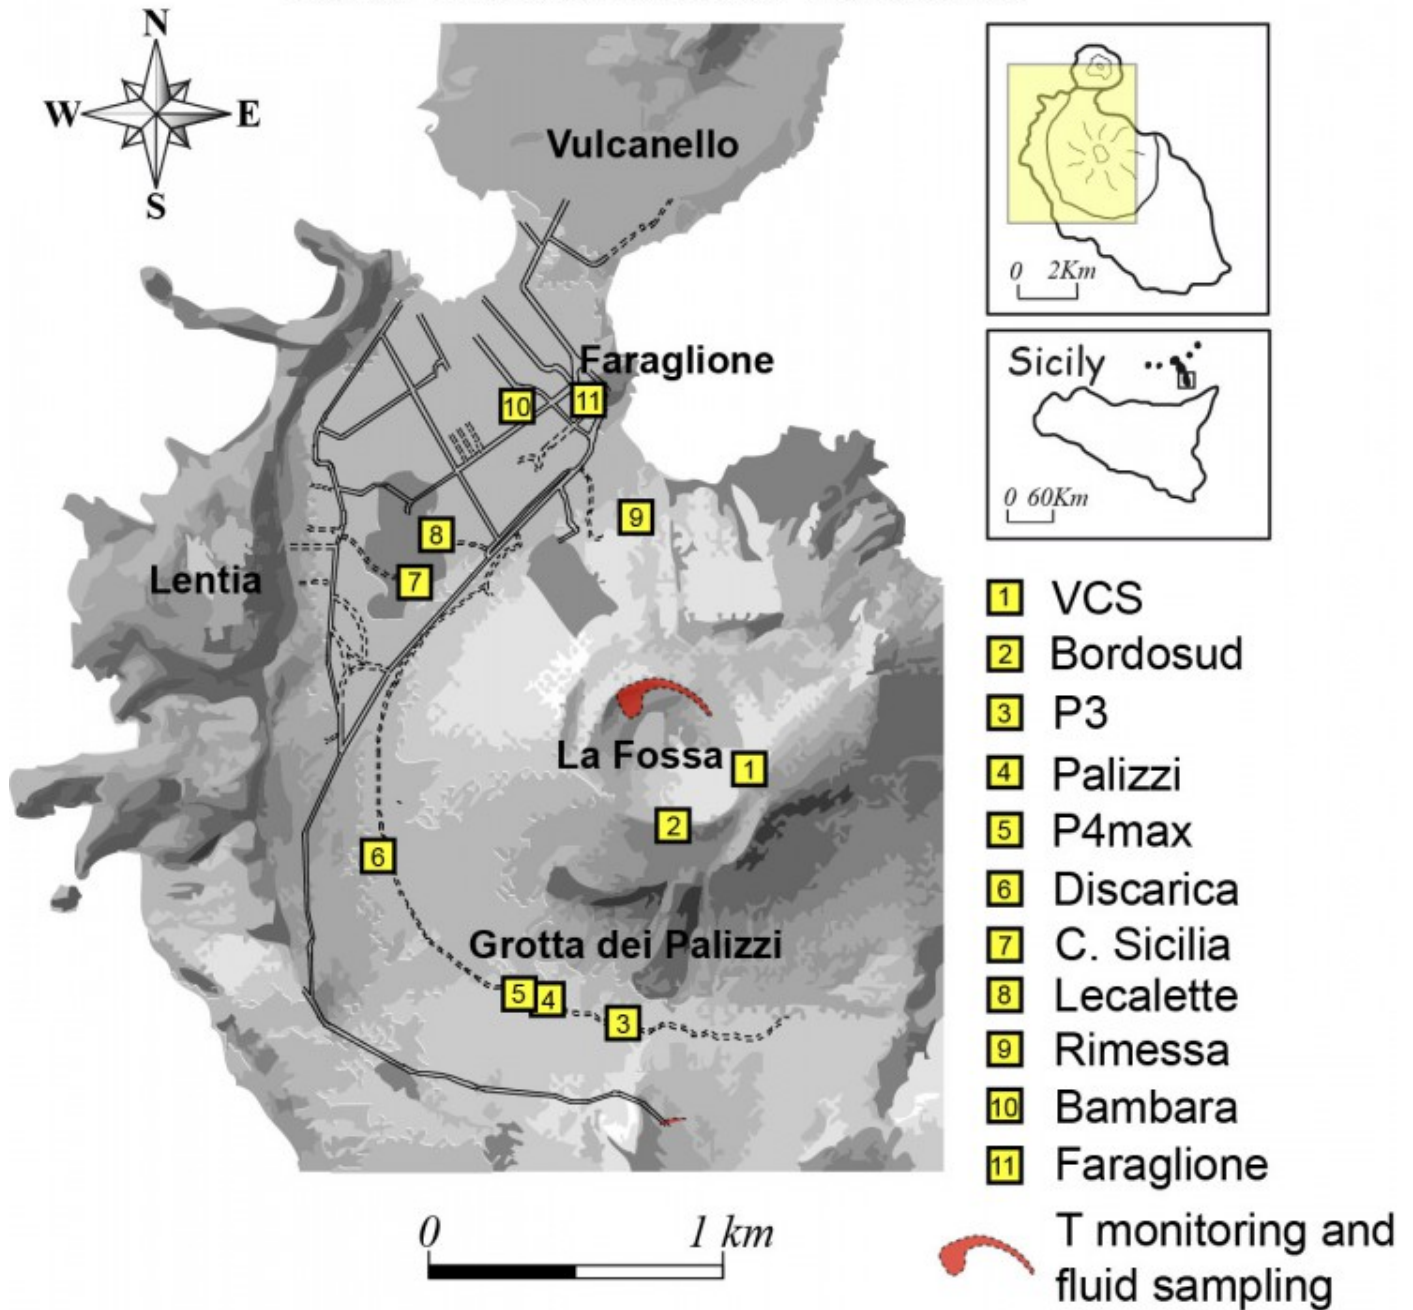 N
W E
S
Vulcanello
Faraglione
10
11
9
8
7
Lentia
La Fossa
1
2
6
Grotta dei Palizzi
5
4
3
0 1 km
0 2Km
Sicily
0 60Km
1 VCS
2 Bordosud
3 P3
4 Palizzi
5 P4max
6 Discarica
7 C. Sicilia
8 Lecalette
9 Rimessa
10 Bambara
11 Faraglione
T monitoring and
fluid sampling